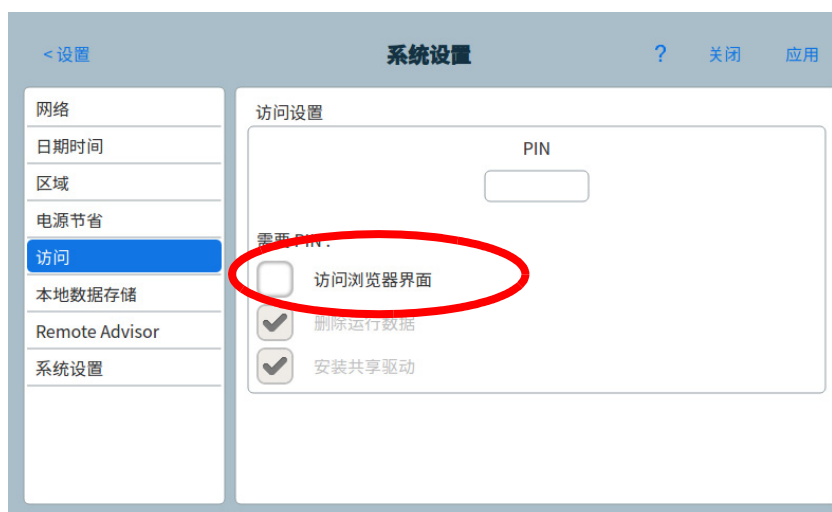 <设置
系统设置
?
关闭
应用
网络
日期时间
区域
电源节省
访问
本地数据存储
Remote Advisor
系统设置
访问设置
PIN
需要 PIN :
访问浏览器界面
删除运行数据
安装共享驱动